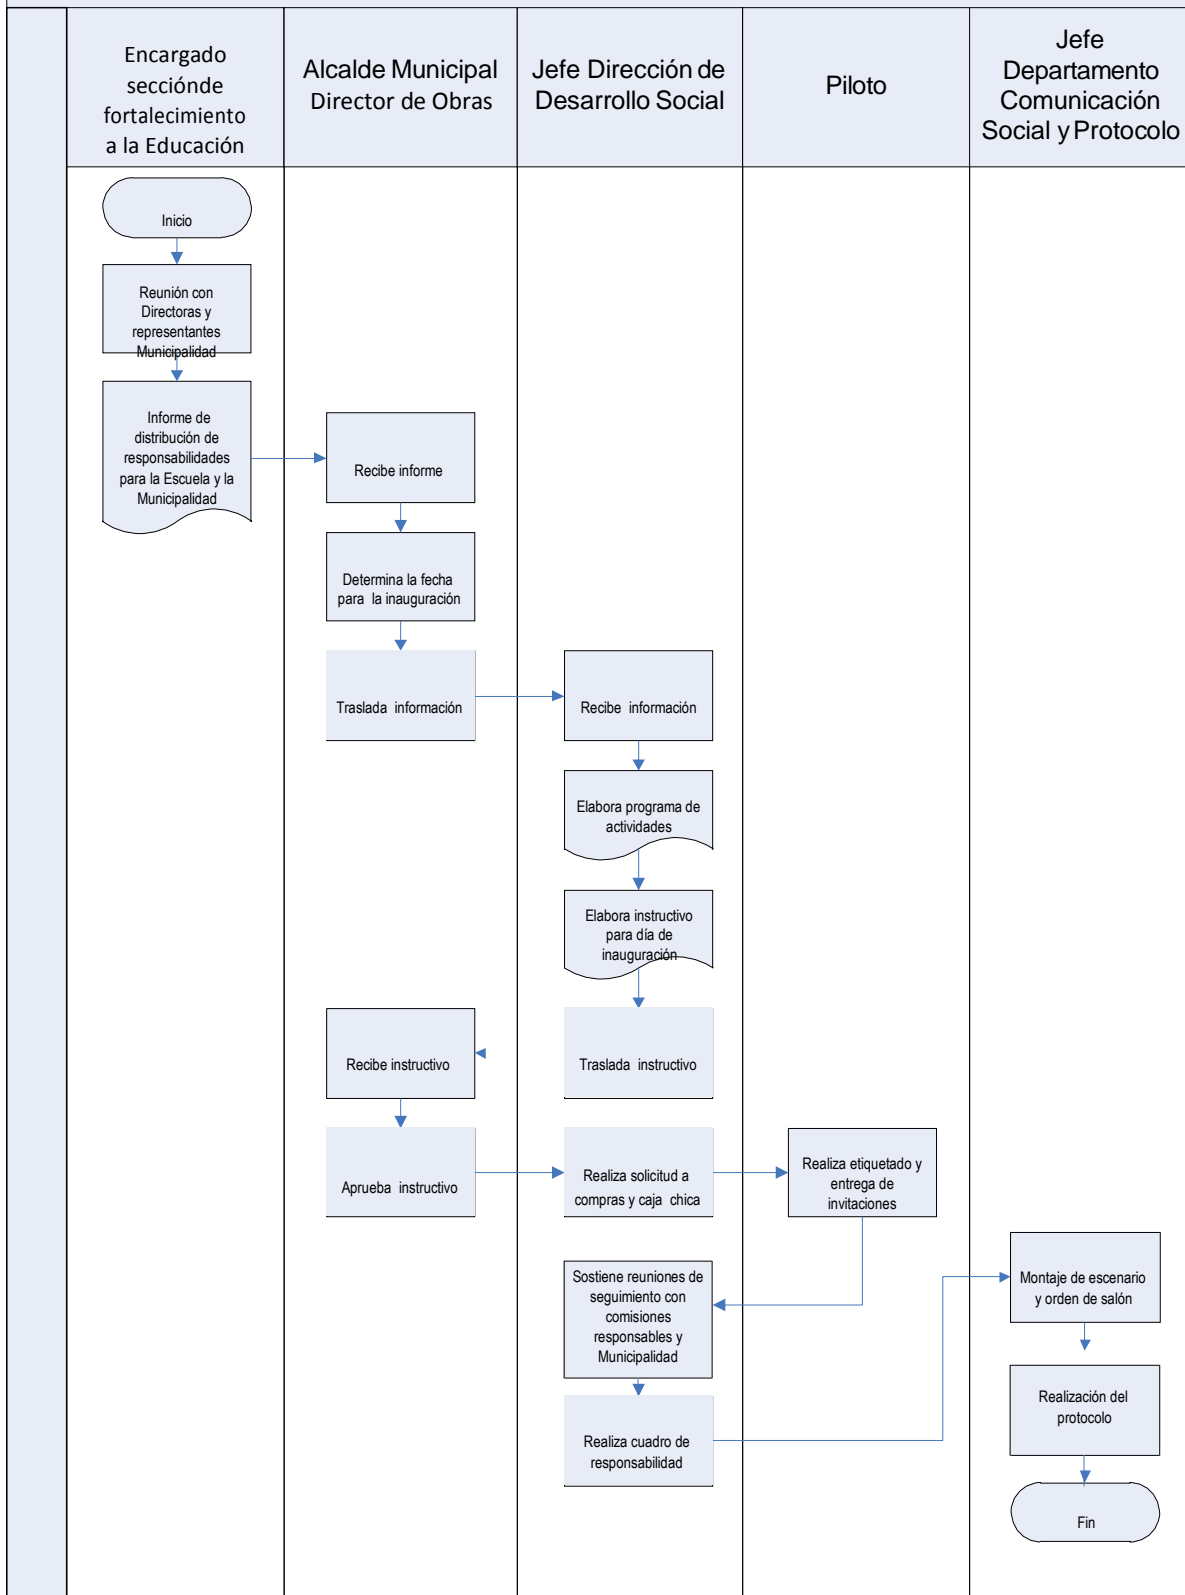 Encargado
secciónde
fortalecimiento
a la Educación
Alcalde Municipal
Director de Obras
Jefe Dirección de
Desarrollo Social
Piloto
Jefe
Departamento
Comunicación
Social y Protocolo
Inicio
Reunión con
Directoras y
representantes
Municipalidad
Informe de
distribución de
responsabilidades
para la Escuela y la
Municipalidad
Recibe informe
Determina la fecha
para la inauguración
Traslada información
Recibe información
Elabora programa de
actividades
Elabora instructivo
para día de
inauguración
Traslada instructivo
Recibe instructivo
Aprueba instructivo
Realiza solicitud a
compras y caja chica
Realiza etiquetado y
entrega de
invitaciones
Sostiene reuniones de
seguimiento con
comisiones
responsables y
Municipalidad
Realiza cuadro de
responsabilidad
Montaje de escenario
y orden de salón
Realización del
protocolo
Fin